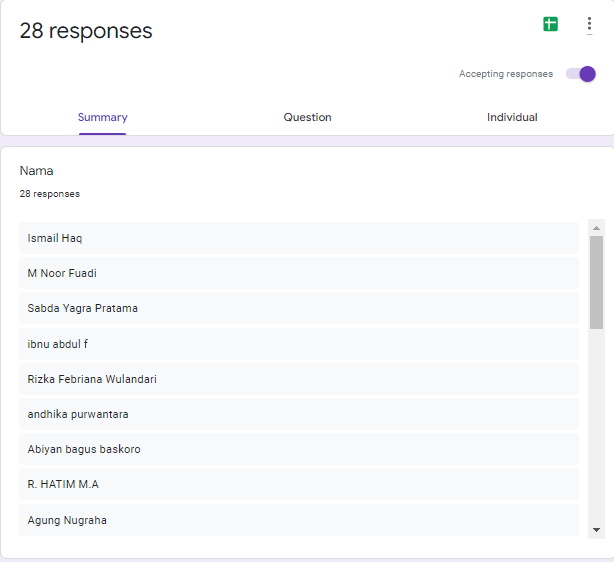 28 responses
Accepting responses
Summary
Question
Individual
Nama
28 responses
Ismail Haq
M Noor Fuadi
Sabda Yagra Pratama
ibnu abdul f
Rizka Febriana Wulandari
andhika purwantara
Abiyan bagus baskoro
R. HATIM M.A
Agung Nugraha